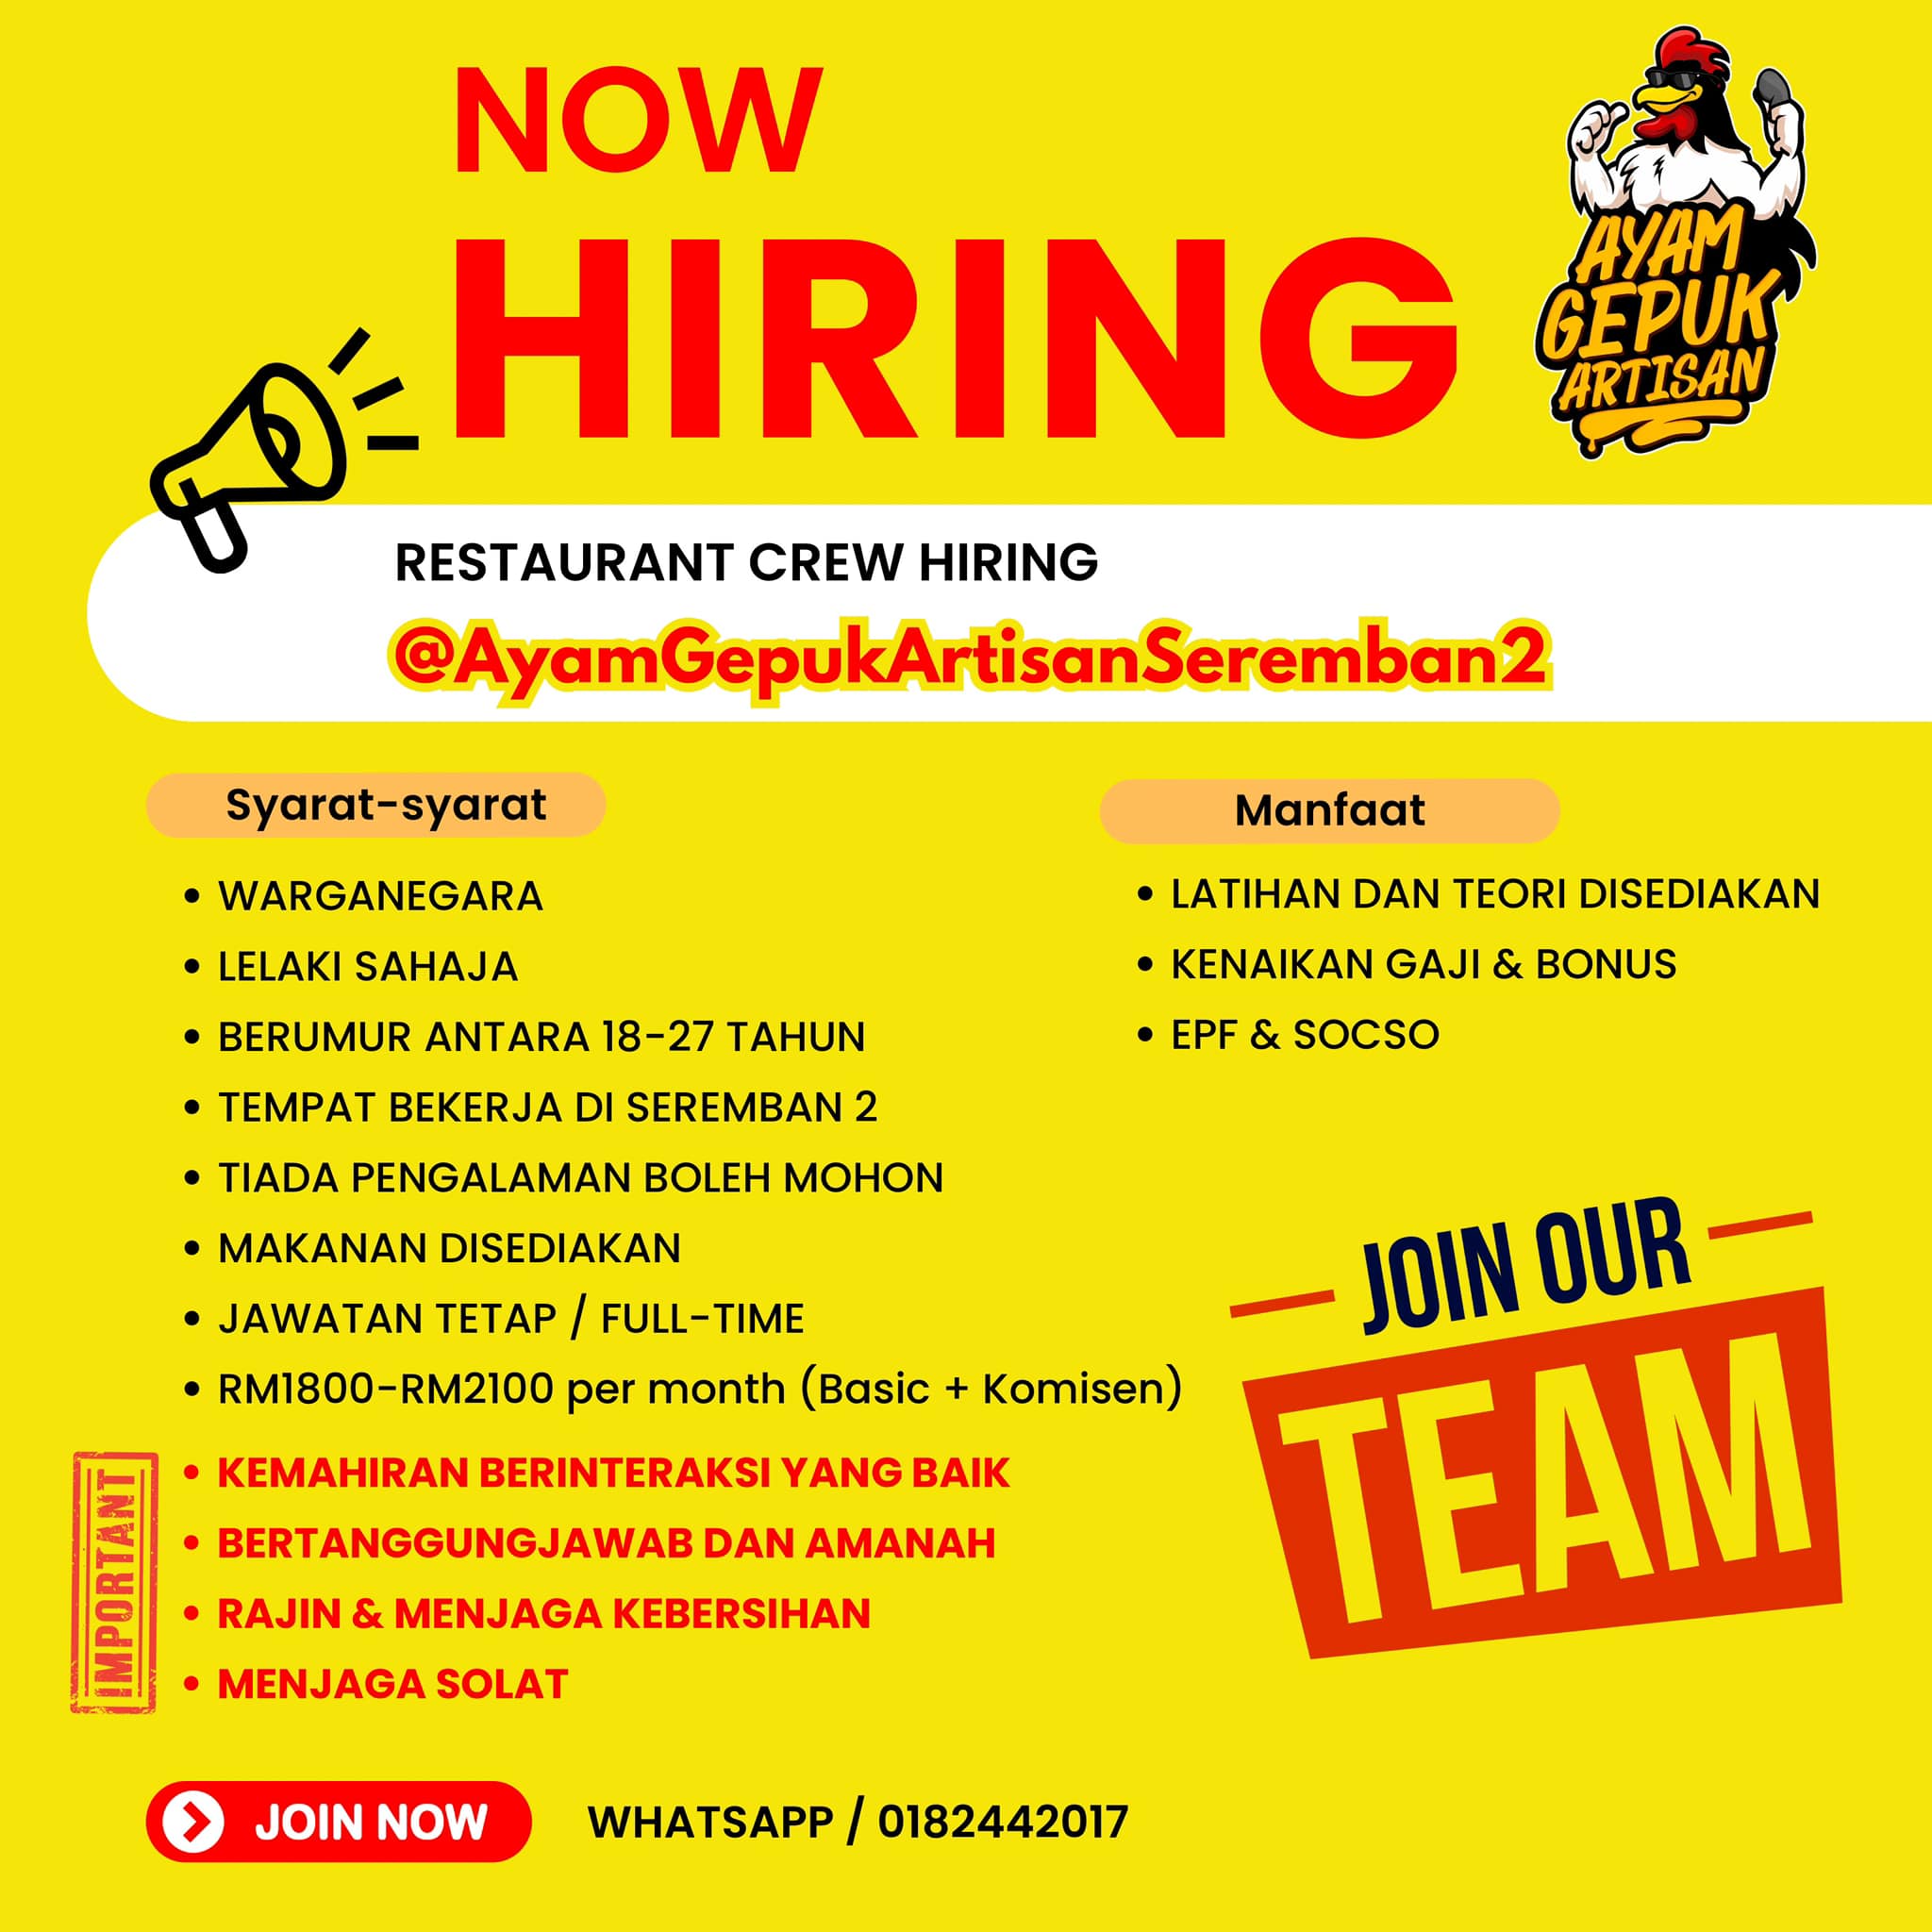 NOW
HIRING
AYAM
GEPUK
ARTISAN
RESTAURANT CREW HIRING
@AyamGepukArtisanSeremban2
Syarat-syarat
• WARGANEGARA
• LELAKI SAHAJA
• BERUMUR ANTARA 18-27 TAHUN
• TEMPAT BEKERJA DI SEREMBAN 2
• TIADA PENGALAMAN BOLEH MOHON
• MAKANAN DISEDIAKAN
• JAWATAN TETAP / FULL-TIME
• RM1800-RM2100 per month (Basic + Komisen)
IMPORTANT
• KEMAHIRAN BERINTERAKSI YANG BAIK
• BERTANGGUNGJAWAB DAN AMANAH
• RAJIN & MENJAGA KEBERSIHAN
• MENJAGA SOLAT
Manfaat
• LATIHAN DAN TEORI DISEDIAKAN
• KENAIKAN GAJI & BONUS
• EPF & SOCSO
JOIN OUR
TEAM
JOIN NOW
WHATSAPP / 0182442017